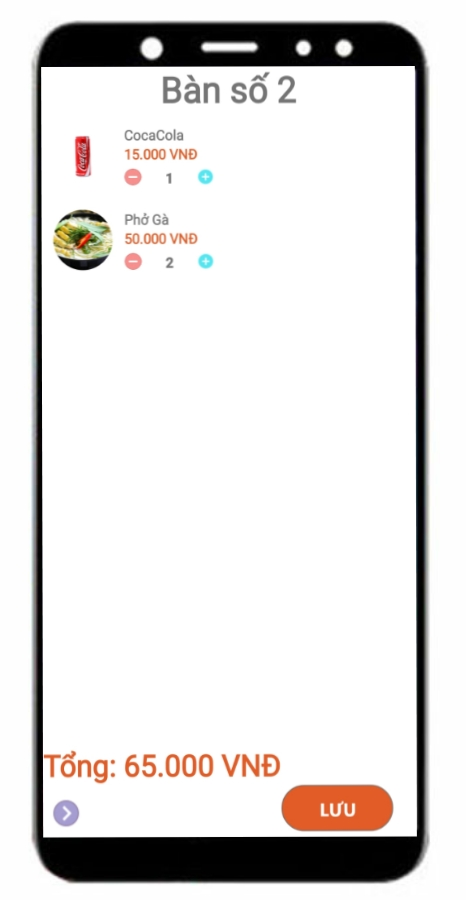 Bàn số 2
CocaCola
15.000 VNĐ
1
Phở Gà
50.000 VNĐ
2
Tổng: 65.000 VNĐ
LƯU